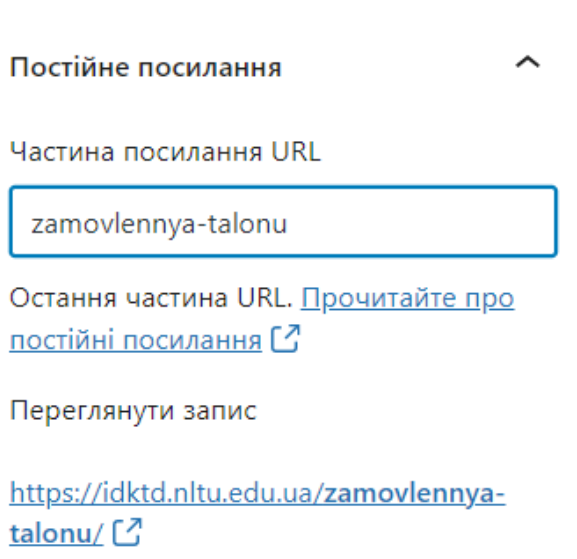 Постійне посилання
Частина посилання URL
zamovlennya-talonu
Остання частина URL. Прочитайте про
постійні посилання
Переглянути запис
https://idktd.nltu.edu.ua/zamovlennya-
talonu/